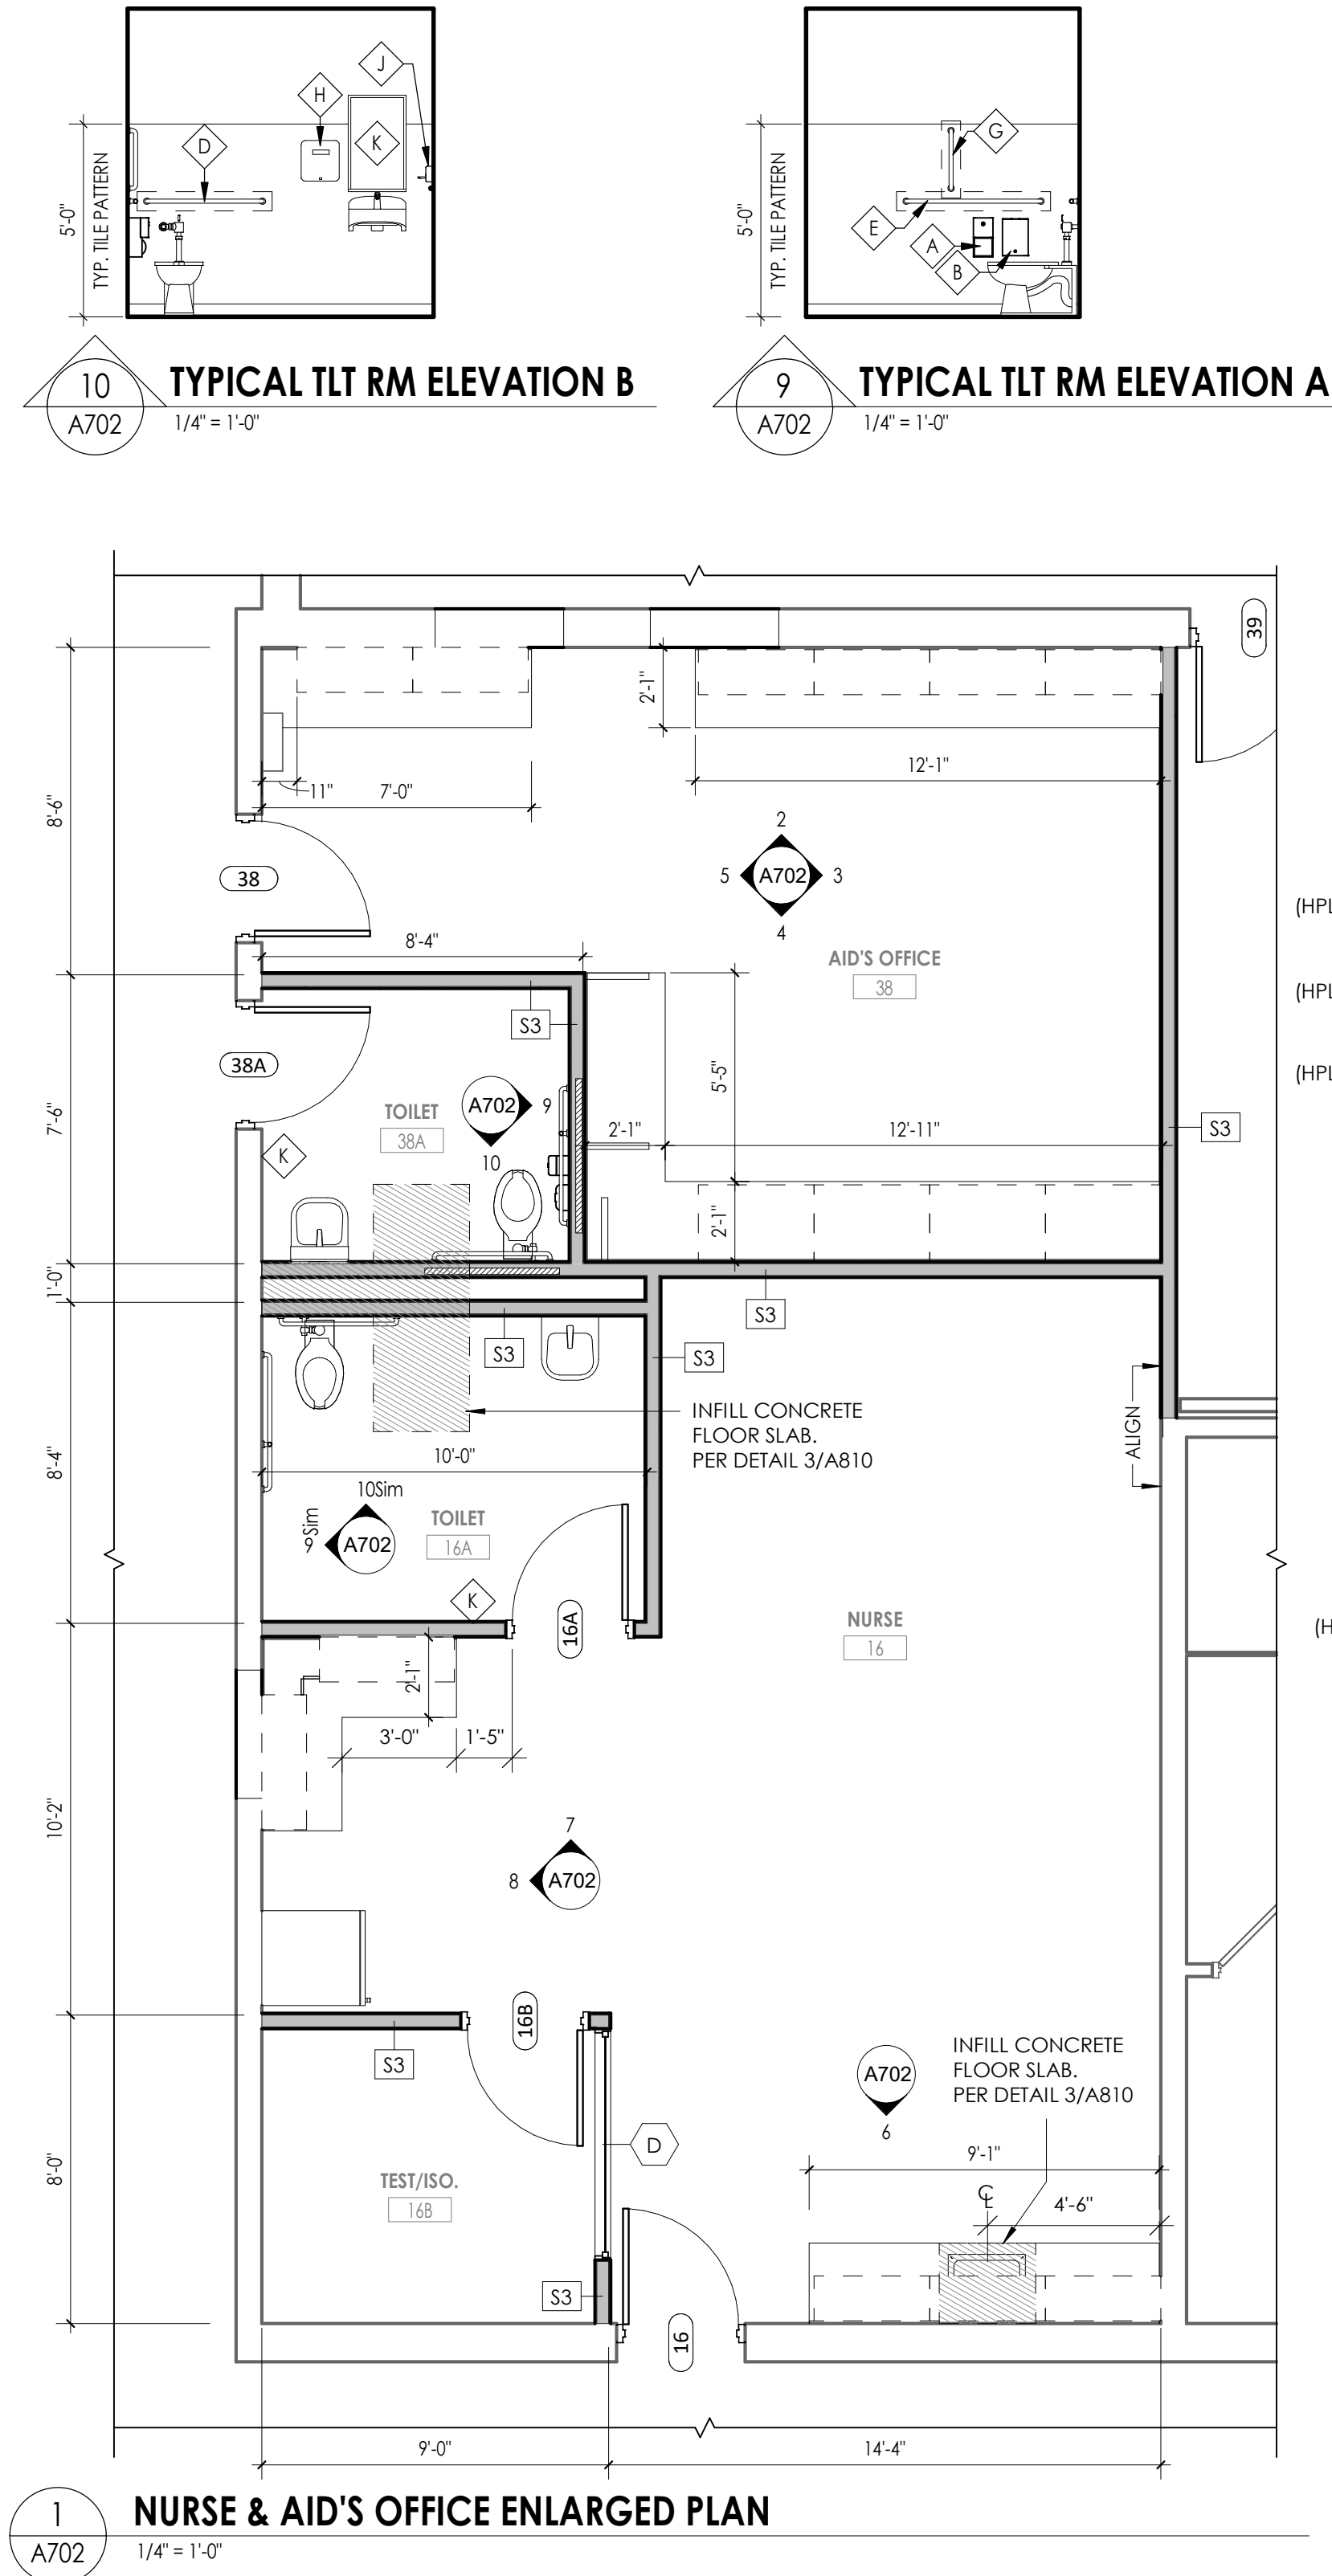 J
H
K
D
5'-0"
TYP. TILE PATTERN
10
A702
TYPICAL TLT RM ELEVATION B
1/4" = 1'-0"
G
E
A
B
5'-0"
TYP. TILE PATTERN
9
A702
TYPICAL TLT RM ELEVATION A
1/4" = 1'-0"
39
2'-1"
12'-1"
11"
7'-0"
8'-6"
2
5
A702
3
4
38
8'-4"
AID'S OFFICE
38
(HPL
(HPL
(HPL
S3
38A
5'-5"
TOILET
38A
A702
9
10
7'-6"
2'-1"
12'-11"
S3
K
2'-1"
1'-0"
S3
S3
S3
INFILL CONCRETE
FLOOR SLAB.
PER DETAIL 3/A810
ALIGN
10'-0"
8'-4"
10Sim
9Sim
A702
TOILET
16A
K
16A
NURSE
16
(H
2'-1"
3'-0"
1'-5"
10'-2"
7
8
A702
16B
S3
A702
6
INFILL CONCRETE
FLOOR SLAB.
PER DETAIL 3/A810
D
9'-1"
8'-0"
TEST/ISO.
16B
CL
4'-6"
S3
16
9'-0"
14'-4"
1
A702
NURSE & AID'S OFFICE ENLARGED PLAN
1/4" = 1'-0"